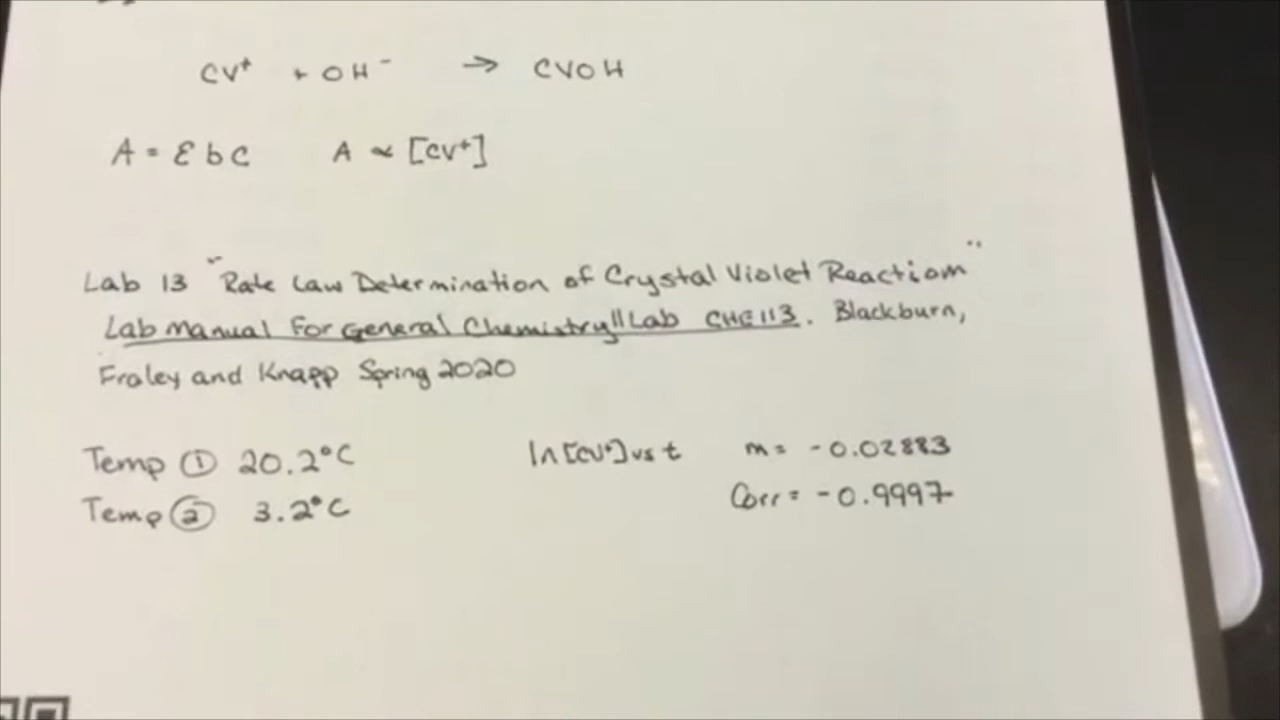 CV⁺ + OH⁻ → CVOH
A = εbc A ∝ [CV⁺]
Lab 13 "Rate Law Determination of Crystal Violet Reaction"
Lab Manual For General Chemistry II Lab CHE 113. Blackburn,
Fraley and Knapp Spring 2020
Temp ① 20.2°C ln[CV⁺] vs t m = -0.02883
Temp ② 3.2°C Corr = -0.9997